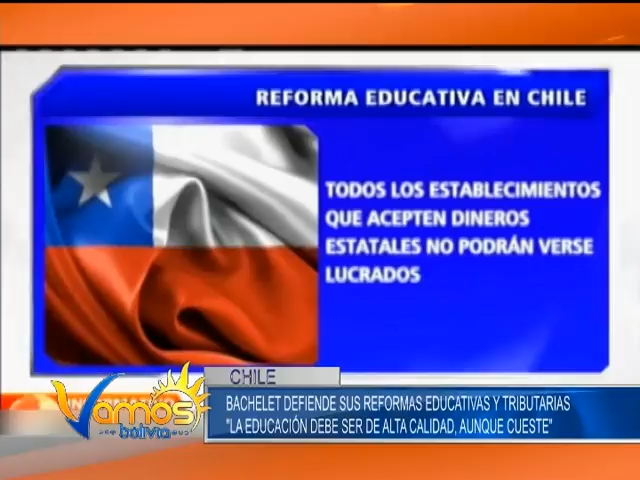 REFORMA EDUCATIVA EN CHILE
TODOS LOS ESTABLECIMIENTOS
QUE ACEPTEN DINEROS
ESTATALES NO PODRÁN VERSE
LUCRADOS
CHILE
BACHELET DEFIENDE SUS REFORMAS EDUCATIVAS Y TRIBUTARIAS
"LA EDUCACIÓN DEBE SER DE ALTA CALIDAD, AUNQUE CUESTE"
Vamos
bolivia